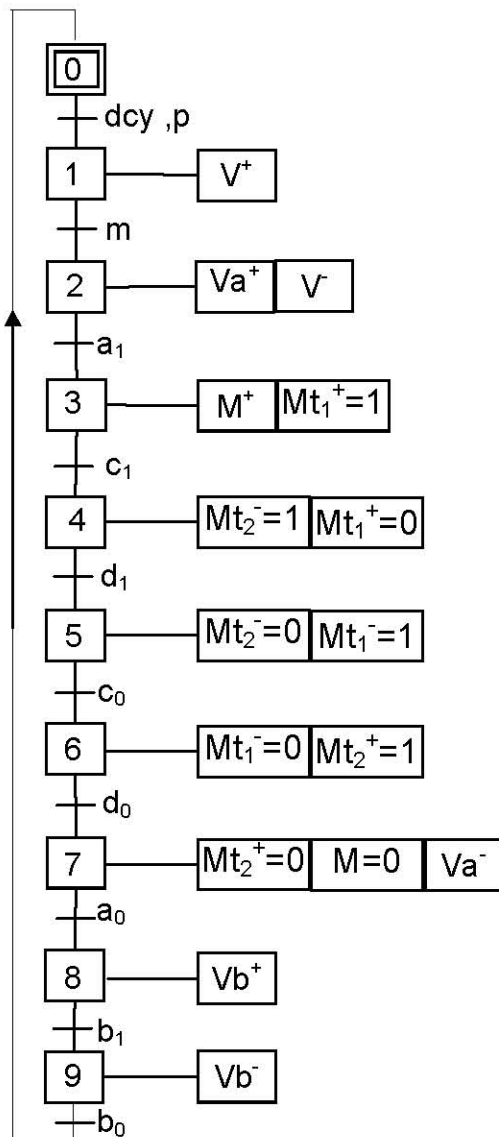 0
dcy ,p
1 V⁺
m
2 Va⁺ V⁻
a₁
3 M⁺ Mt₁⁺=1
c₁
4 Mt₂⁻=1 Mt₁⁺=0
d₁
5 Mt₂⁻=0 Mt₁⁻=1
c₀
6 Mt₁⁻=0 Mt₂⁺=1
d₀
7 Mt₂⁺=0 M=0 Va⁻
a₀
8 Vb⁺
b₁
9 Vb⁻
b₀